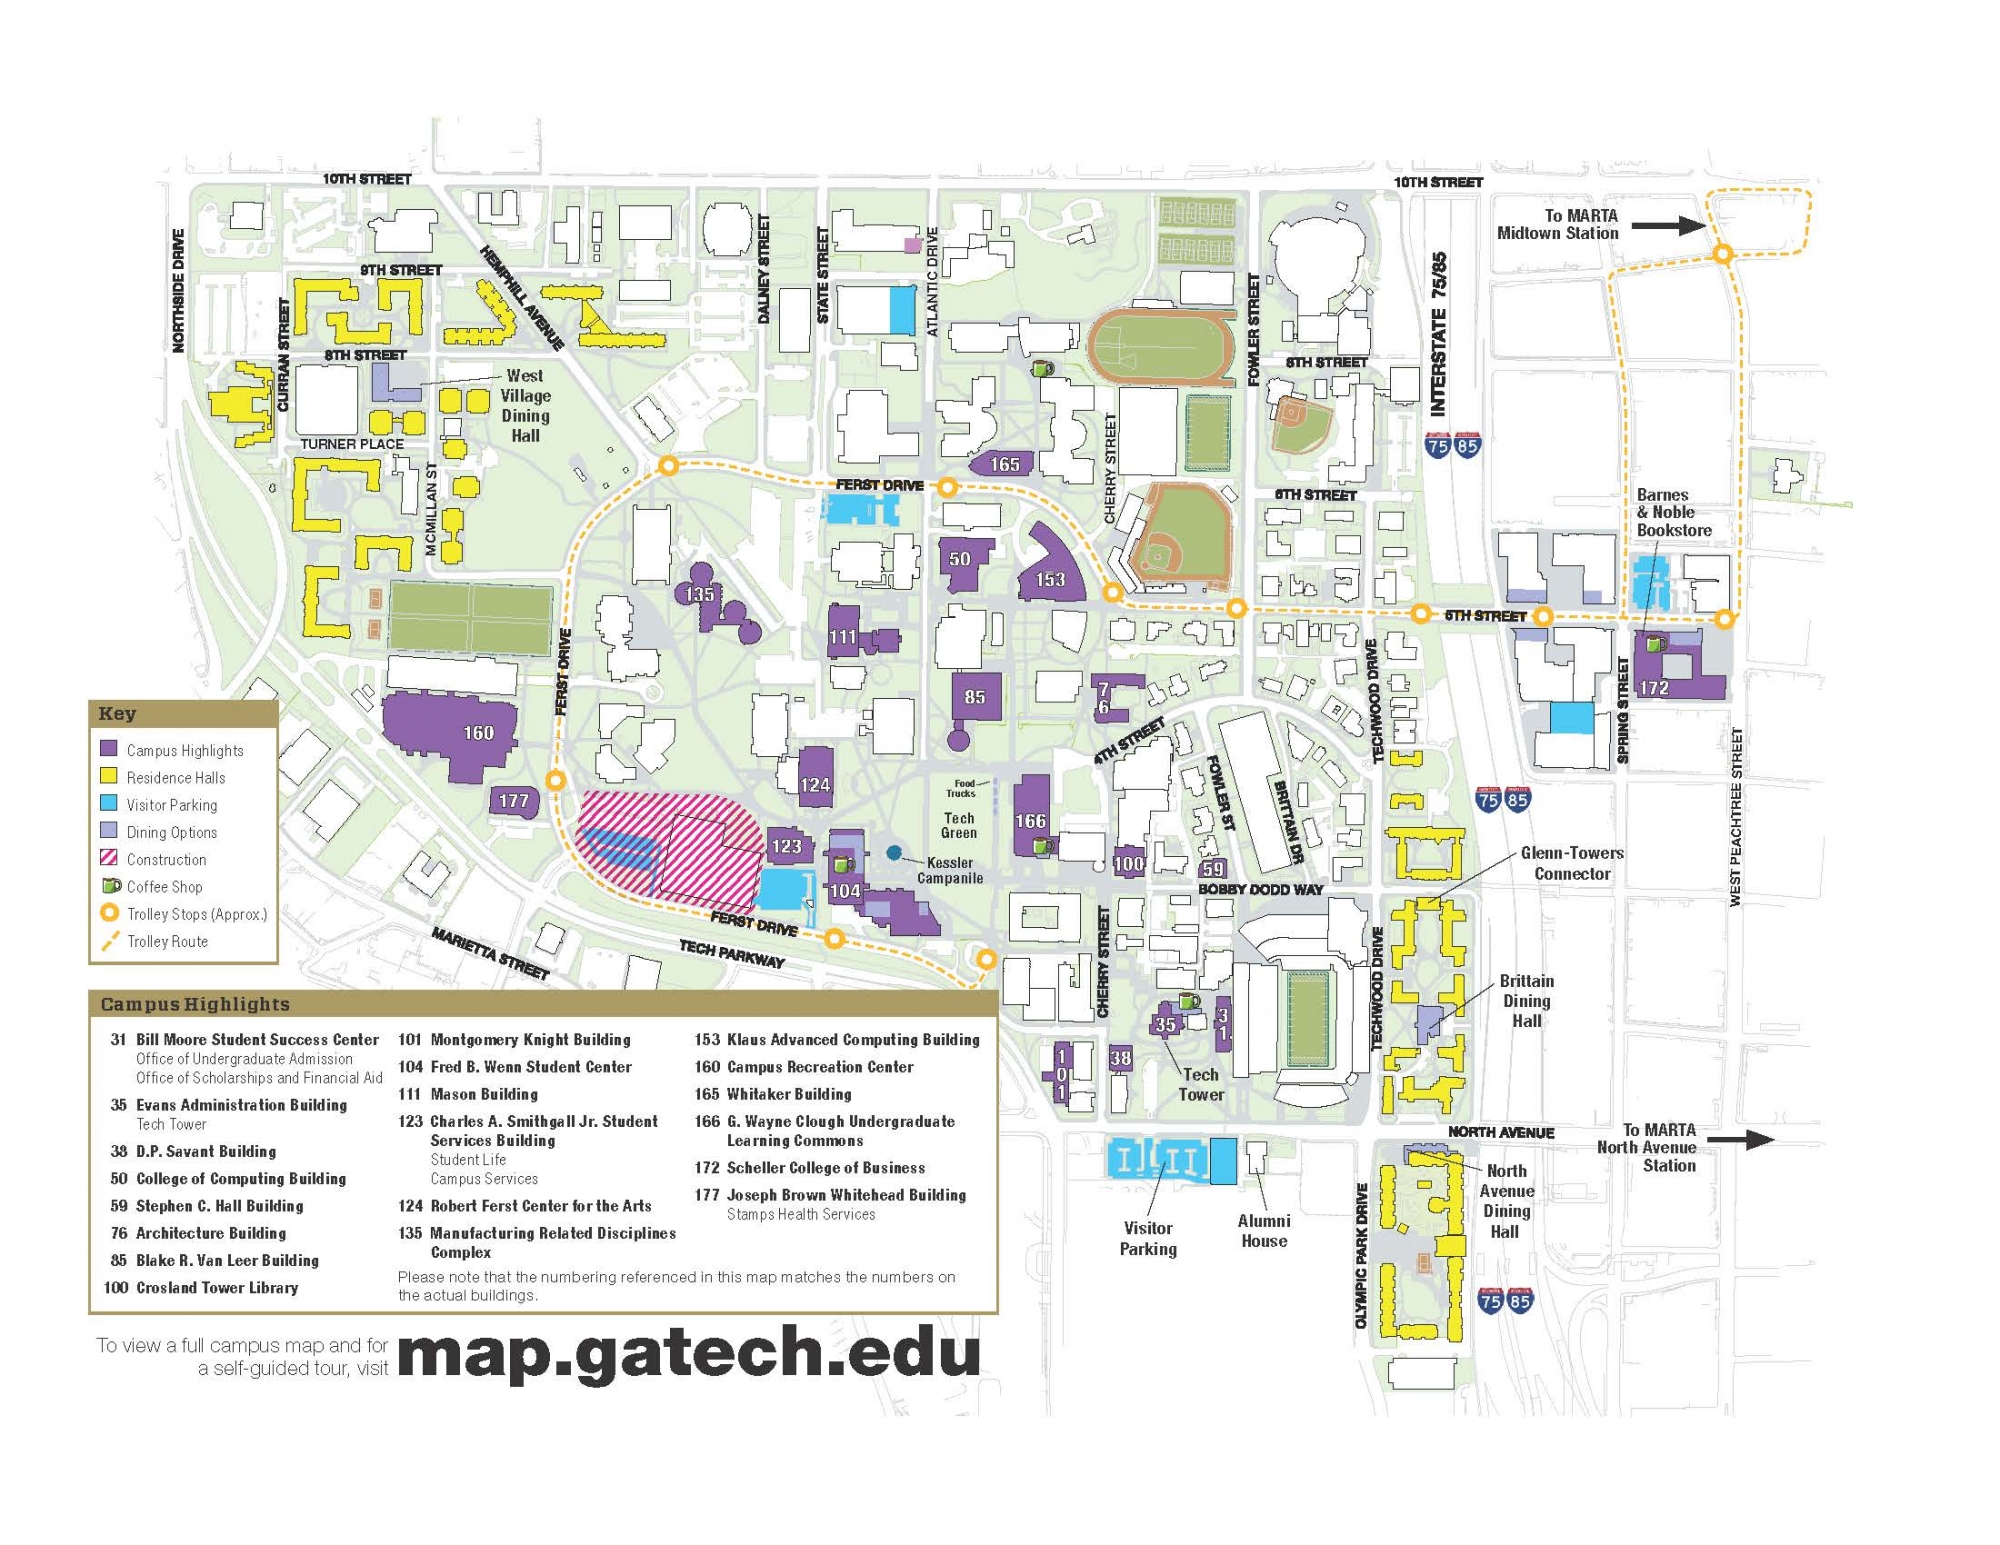 10TH STREET
10TH STREET
To MARTA
Midtown Station
NORTHSIDE DRIVE
9TH STREET
HEMPHILL AVENUE
DALNEY STREET
STATE STREET
ATLANTIC DRIVE
FOWLER STREET
INTERSTATE 75/85
CURRAN STREET
8TH STREET
8TH STREET
West
Village
Dining
Hall
TURNER PLACE
MCMILLAN ST
CHERRY STREET
75 85
165
FERST DRIVE
6TH STREET
Barnes
& Noble
Bookstore
50
153
135
111
5TH STREET
FERST DRIVE
TECHWOOD DRIVE
SPRING STREET
172
85
76
160
4TH STREET
WEST PEACHTREE STREET
177
124
Food
Trucks
Tech
Green
166
FOWLER ST
BRITTAIN DR
75 85
123
104
Kessler
Campanile
100
59
BOBBY DODD WAY
Glenn-Towers
Connector
FERST DRIVE
TECH PARKWAY
MARIETTA STREET
CHERRY STREET
TECHWOOD DRIVE
Brittain
Dining
Hall
35
31
38
101
Tech
Tower
NORTH AVENUE
To MARTA
North Avenue
Station
Visitor
Parking
Alumni
House
North
Avenue
Dining
Hall
OLYMPIC PARK DRIVE
75 85
Key
Campus Highlights
Residence Halls
Visitor Parking
Dining Options
Construction
Coffee Shop
Trolley Stops (Approx.)
Trolley Route
Campus Highlights
31 Bill Moore Student Success Center
Office of Undergraduate Admission
Office of Scholarships and Financial Aid
35 Evans Administration Building
Tech Tower
38 D.P. Savant Building
50 College of Computing Building
59 Stephen C. Hall Building
76 Architecture Building
85 Blake R. Van Leer Building
100 Crosland Tower Library
101 Montgomery Knight Building
104 Fred B. Wenn Student Center
111 Mason Building
123 Charles A. Smithgall Jr. Student
Services Building
Student Life
Campus Services
124 Robert Ferst Center for the Arts
135 Manufacturing Related Disciplines
Complex
153 Klaus Advanced Computing Building
160 Campus Recreation Center
165 Whitaker Building
166 G. Wayne Clough Undergraduate
Learning Commons
172 Scheller College of Business
177 Joseph Brown Whitehead Building
Stamps Health Services
Please note that the numbering referenced in this map matches the numbers on
the actual buildings.
To view a full campus map and for
a self-guided tour, visit
map.gatech.edu